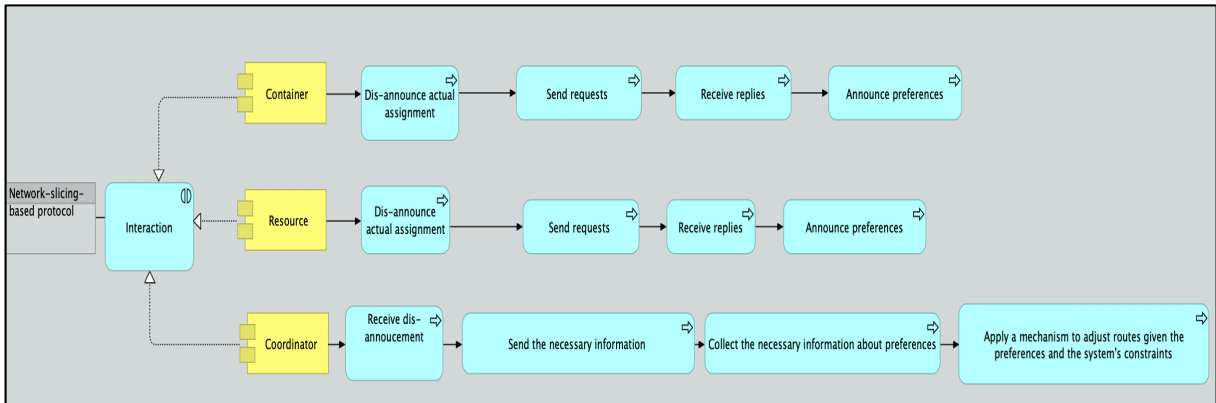 Container
Dis-announce actual
assignment
Send requests
Receive replies
Announce preferences
Network-slicing-
based protocol
Interaction
Resource
Dis-announce
actual assignment
Send requests
Receive replies
Announce preferences
Coordinator
Receive dis-
annoucement
Send the necessary information
Collect the necessary information about preferences
Apply a mechanism to adjust routes given the
preferences and the system's constraints